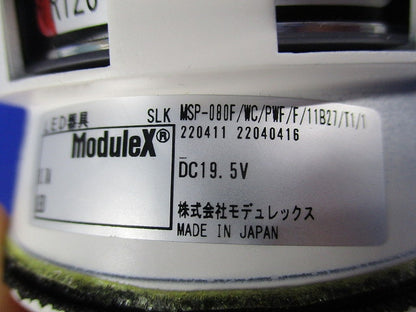 R120
LED器具 SLK MSP-080F/WC/PWF/F/11B27/T1/1
ModuleX® 220411 22040416
DC19.5V
株式会社モデュレックス
MADE IN JAPAN